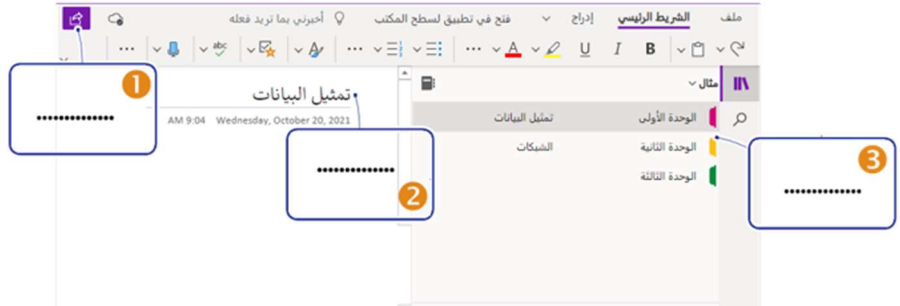 ملف الشريط الرئيسي إدراج فتح في تطبيق لسطح المكتب أخبرني بما تريد فعله
B I U A abc
مثال
الوحدة الأولى تمثيل البيانات
الوحدة الثانية الشبكات
الوحدة الثالثة
تمثيل البيانات
Wednesday, October 20, 2021 9:04 AM
1 ..............
2 ..............
3 ..............